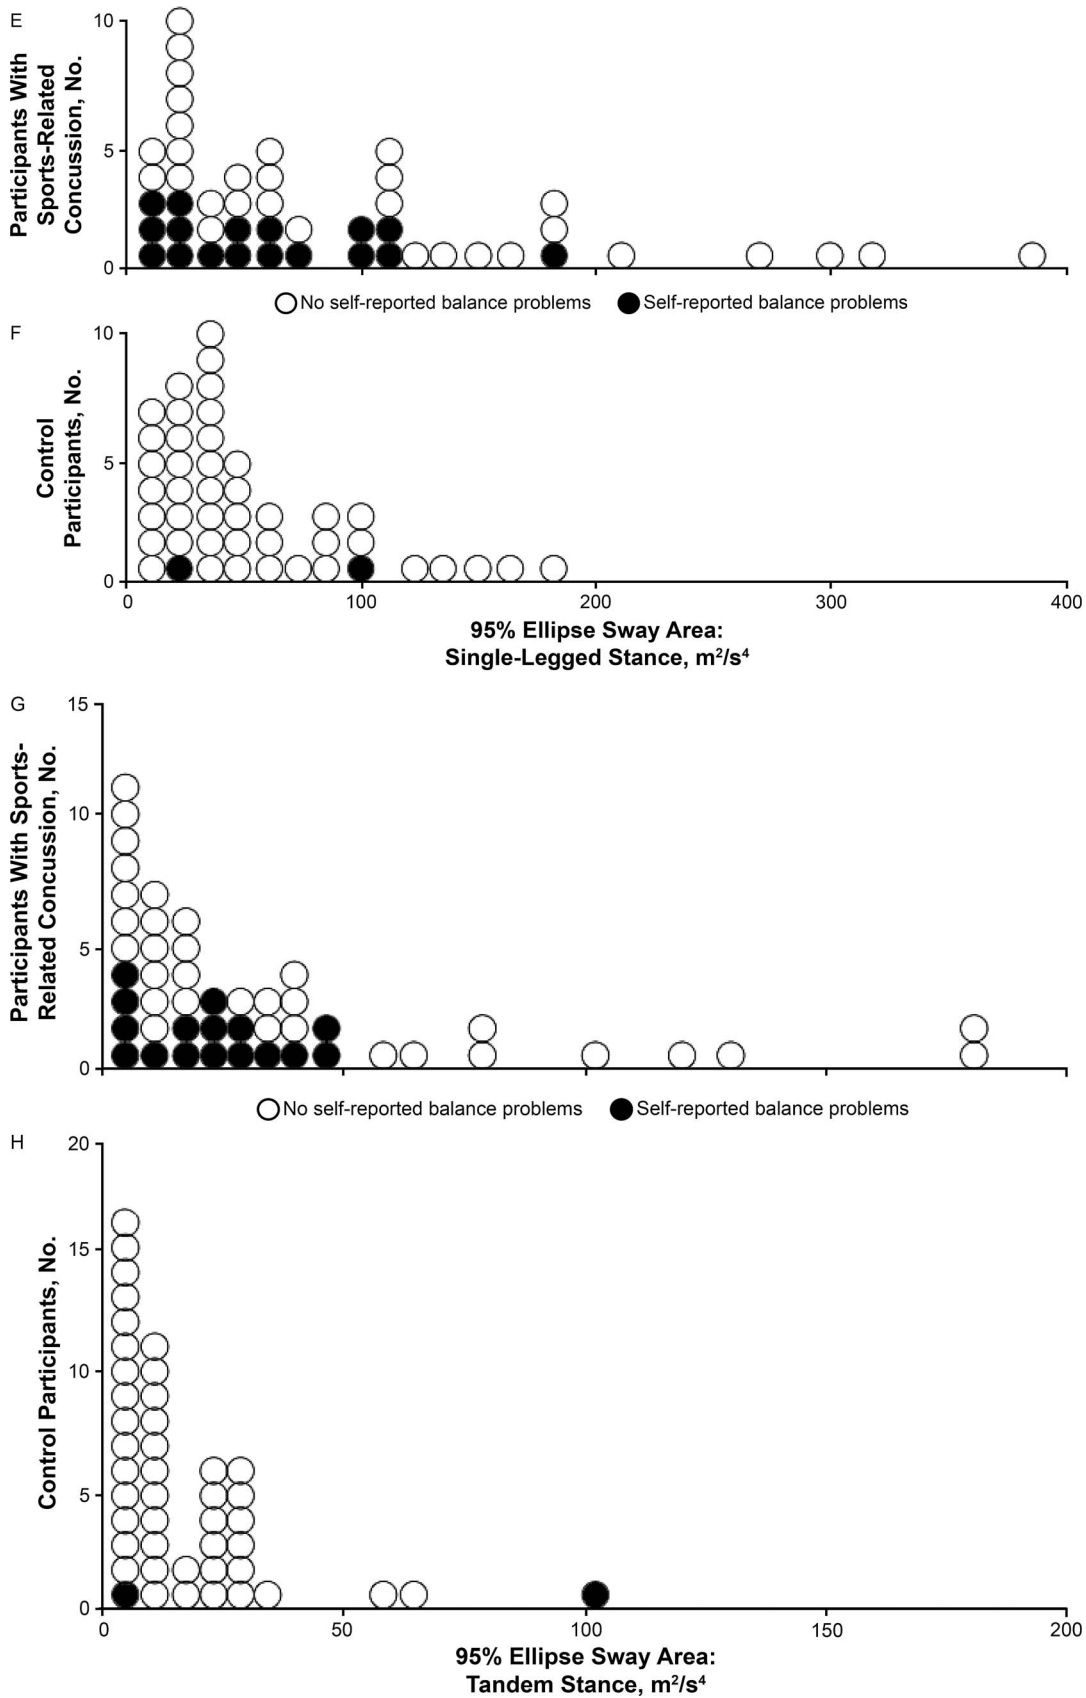 E
Participants With
Sports-Related
Concussion, No.
10
5
0
No self-reported balance problems
Self-reported balance problems
F
Control
Participants, No.
10
5
0
0
100
200
300
400
95% Ellipse Sway Area:
Single-Legged Stance, m²/s⁴
G
Participants With Sports-
Related Concussion, No.
15
10
5
0
No self-reported balance problems
Self-reported balance problems
H
Control Participants, No.
20
15
10
5
0
0
50
100
150
200
95% Ellipse Sway Area:
Tandem Stance, m²/s⁴